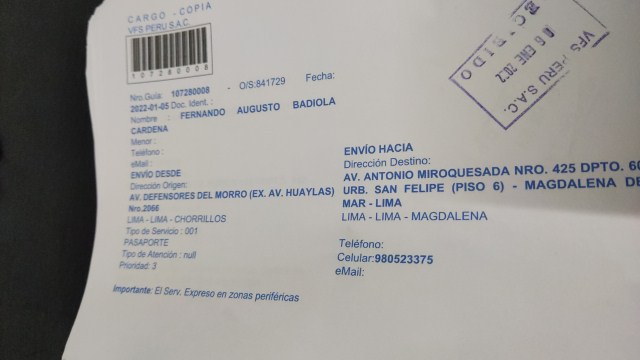 CARGO - COPIA
VFS PERU S.A.C.
107280008
Nro.Guia: 107280008 - O/S:841729 Fecha:
2022-01-05 Doc. Ident.:
Nombre : FERNANDO AUGUSTO BADIOLA
CARDENA
Menor :
Teléfono :
eMail :
ENVÍO DESDE
Dirección Origen:
AV. DEFENSORES DEL MORRO (EX. AV. HUAYLAS)
Nro.2066
LIMA - LIMA - CHORRILLOS
Tipo de Servicio : 001
PASAPORTE
Tipo de Atención : null
Prioridad: 3
Importante: El Serv. Expreso en zonas periféricas
ENVÍO HACIA
Dirección Destino:
AV. ANTONIO MIROQUESADA NRO. 425 DPTO. 60
URB. SAN FELIPE (PISO 6) - MAGDALENA DE
MAR - LIMA
LIMA - LIMA - MAGDALENA
Teléfono:
Celular:980523375
eMail:
VFS PERU S.A.C.
06 ENE 2022